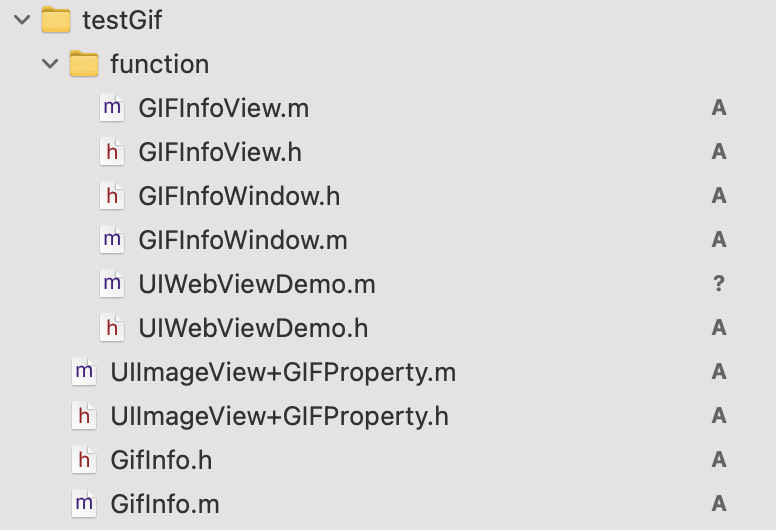 testGif
function
m GIFInfoView.m A
h GIFInfoView.h A
h GIFInfoWindow.h A
m GIFInfoWindow.m A
m UIWebViewDemo.m ?
h UIWebViewDemo.h A
m UIImageView+GIFProperty.m A
h UIImageView+GIFProperty.h A
h GifInfo.h A
m GifInfo.m A